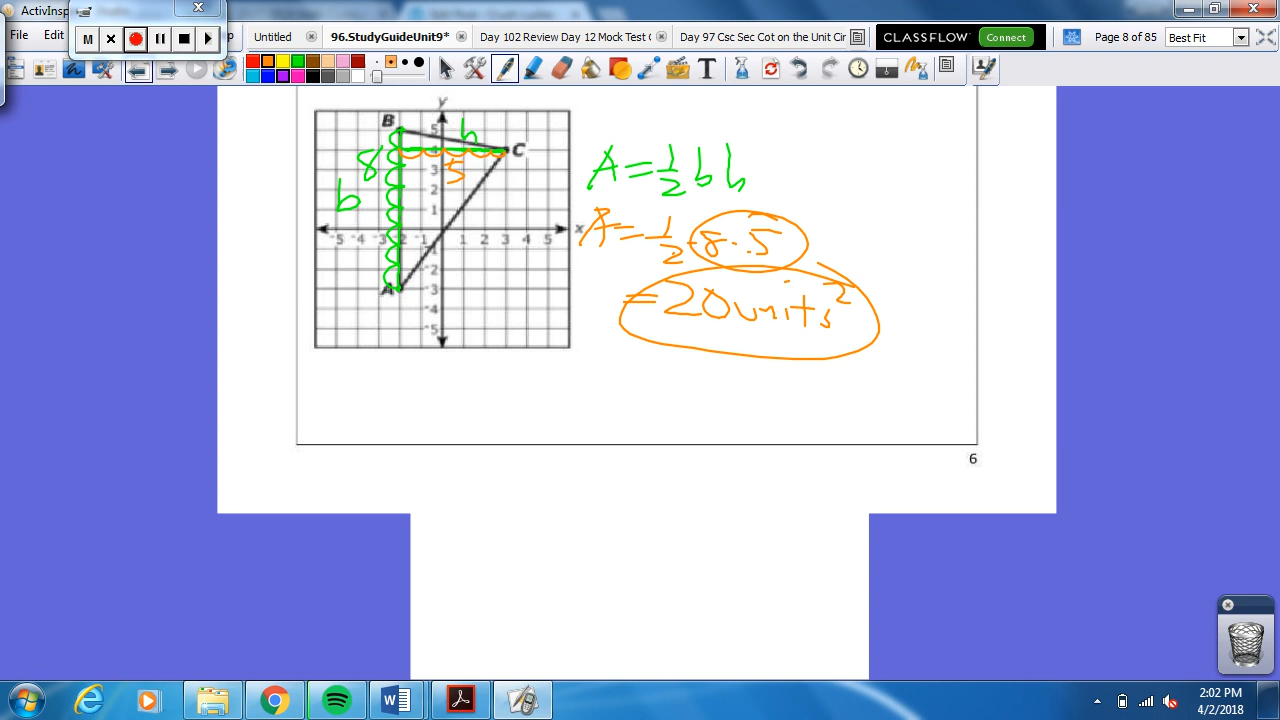 ActivInsp
File Edit
M
Untitled
96.StudyGuideUnit9*
Day 102 Review Day 12 Mock Test (
Day 97 Csc Sec Cot on the Unit Cir
CLASSFLOW Connect
Page 8 of 85
Best Fit
T
y
B
5
h
C
8
4
5
3
b
2
1
-5 -4 -3 -2 -1 1 2 3 4 5 x
-1
-2
A -3
-4
-5
A = 1/2 b h
A = 1/2 · 8 · 5
= 20 units²
6
2:02 PM
4/2/2018